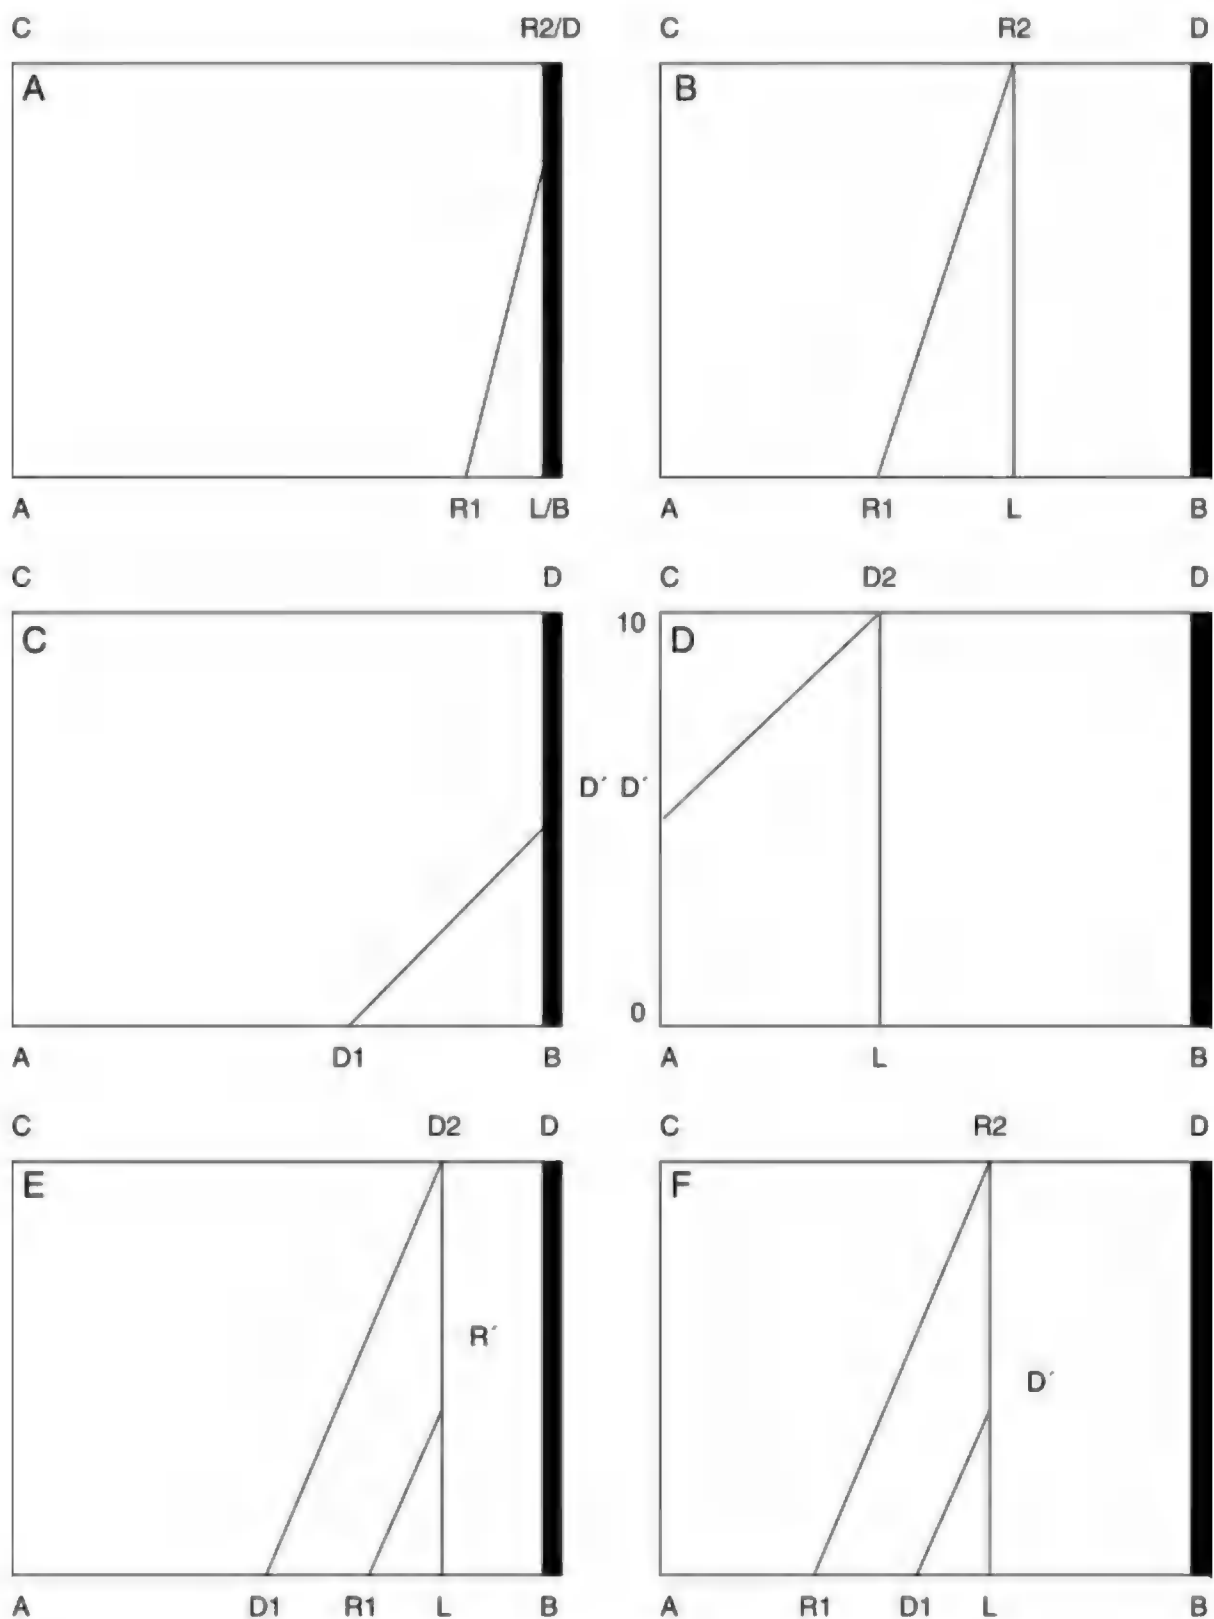 C R2/D C R2 D
A B
A R1 L/B A R1 L B
C D C D2 D
10
C D
D´ D´
0
A D1 B A L B
C D2 D C R2 D
E F
R´
D´
A D1 R1 L B A R1 D1 L B